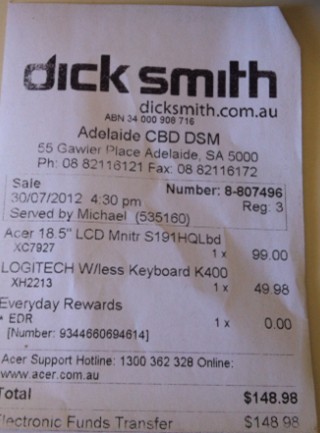 dick smith
dicksmith.com.au
ABN 34 000 908 716
Adelaide CBD DSM
55 Gawler Place Adelaide, SA 5000
Ph: 08 82116121 Fax: 08 82116172
Sale Number: 8-807496
30/07/2012 4:30 pm Reg: 3
Served by Michael (535160)
Acer 18.5" LCD Mnitr S191HQLbd
XC7927 1 x 99.00
LOGITECH W/less Keyboard K400
XH2213 1 x 49.98
Everyday Rewards
• EDR 1 x 0.00
[Number: 9344660694614]
Acer Support Hotline: 1300 362 328 Online:
www.acer.com.au
Total $148.98
Electronic Funds Transfer $148.98